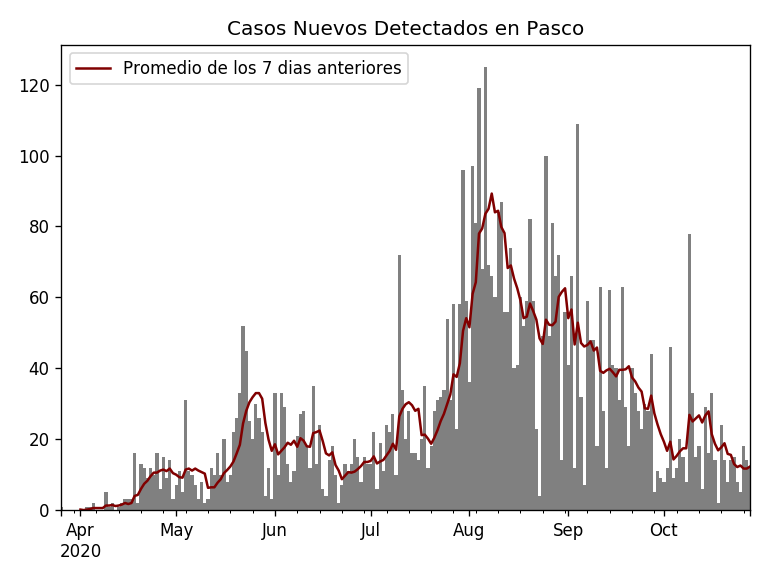 Casos Nuevos Detectados en Pasco
Promedio de los 7 dias anteriores
120
100
80
60
40
20
0
Apr May Jun Jul Aug Sep Oct
2020